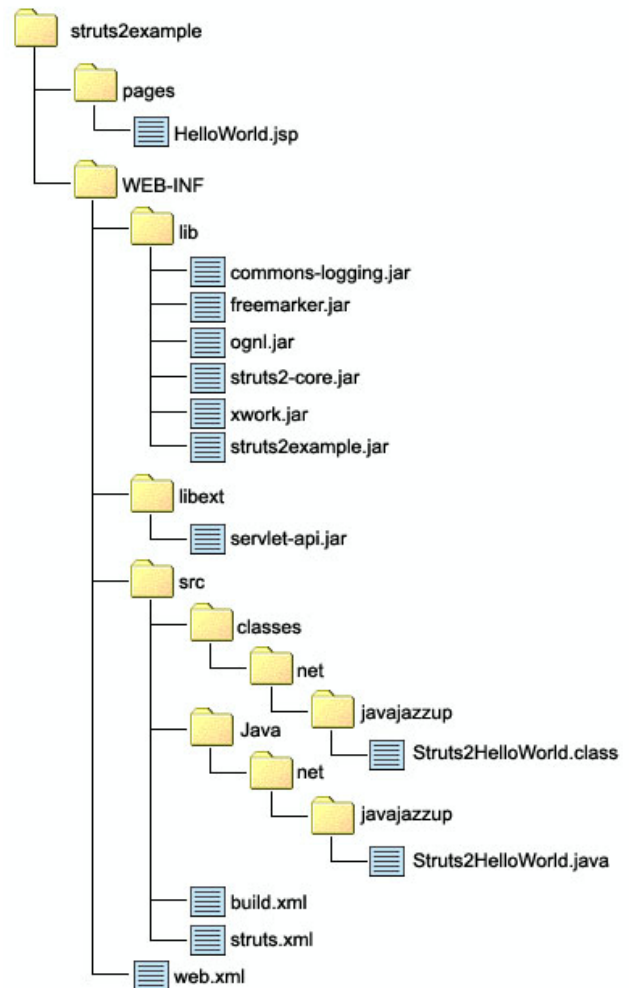 struts2example
pages
HelloWorld.jsp
WEB-INF
lib
commons-logging.jar
freemarker.jar
ognl.jar
struts2-core.jar
xwork.jar
struts2example.jar
libext
servlet-api.jar
src
classes
net
javajazzup
Struts2HelloWorld.class
Java
net
javajazzup
Struts2HelloWorld.java
build.xml
struts.xml
web.xml